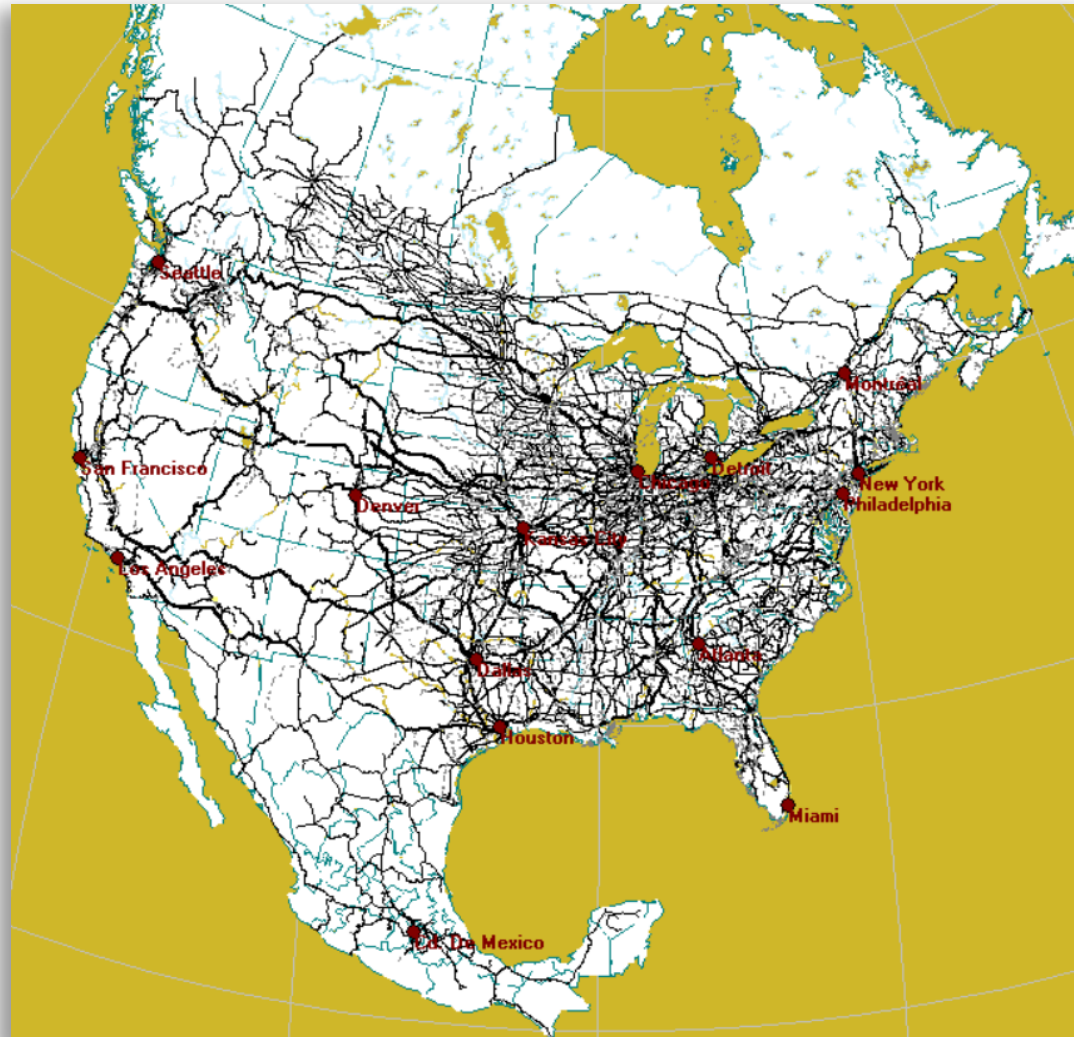 Seattle
Montreal
San Francisco
Chicago
Detroit
New York
Denver
Philadelphia
Kansas City
Los Angeles
Atlanta
Dallas
Houston
Miami
Cd. De Mexico